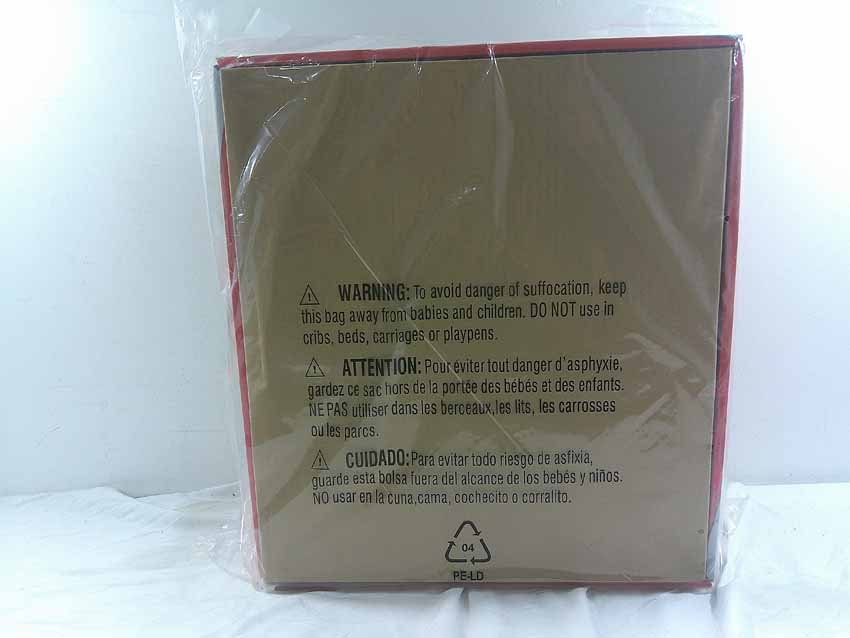 WARNING: To avoid danger of suffocation, keep
this bag away from babies and children. DO NOT use in
cribs, beds, carriages or playpens.
ATTENTION: Pour éviter tout danger d'asphyxie,
gardez ce sac hors de la portée des bébés et des enfants.
NE PAS utiliser dans les berceaux,les lits, les carrosses
ou les parcs.
CUIDADO: Para evitar todo riesgo de asfixia,
guarde esta bolsa fuera del alcance de los bebés y niños.
NO usar en la cuna,cama, cochecito o corralito.
04
PE-LD